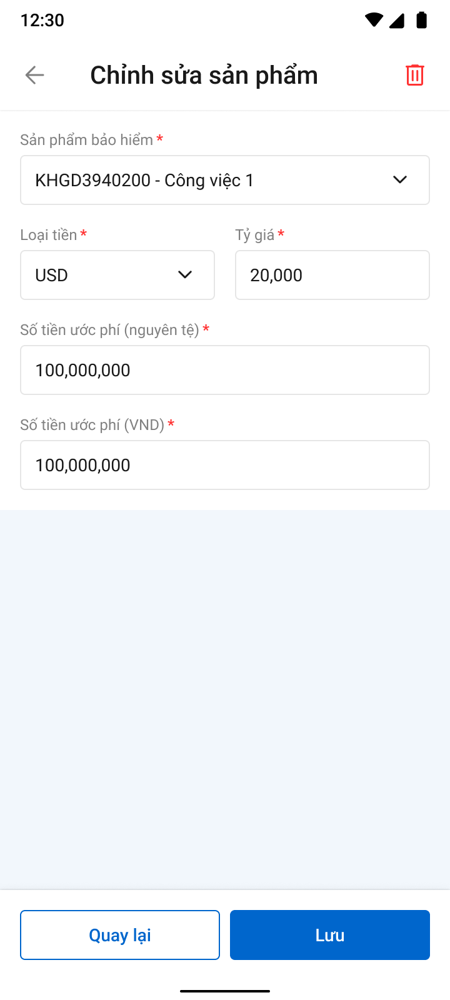 12:30
Chỉnh sửa sản phẩm
Sản phẩm bảo hiểm *
KHGD3940200 - Công việc 1
Loại tiền * Tỷ giá *
USD 20,000
Số tiền ước phí (nguyên tệ) *
100,000,000
Số tiền ước phí (VND) *
100,000,000
Quay lại Lưu